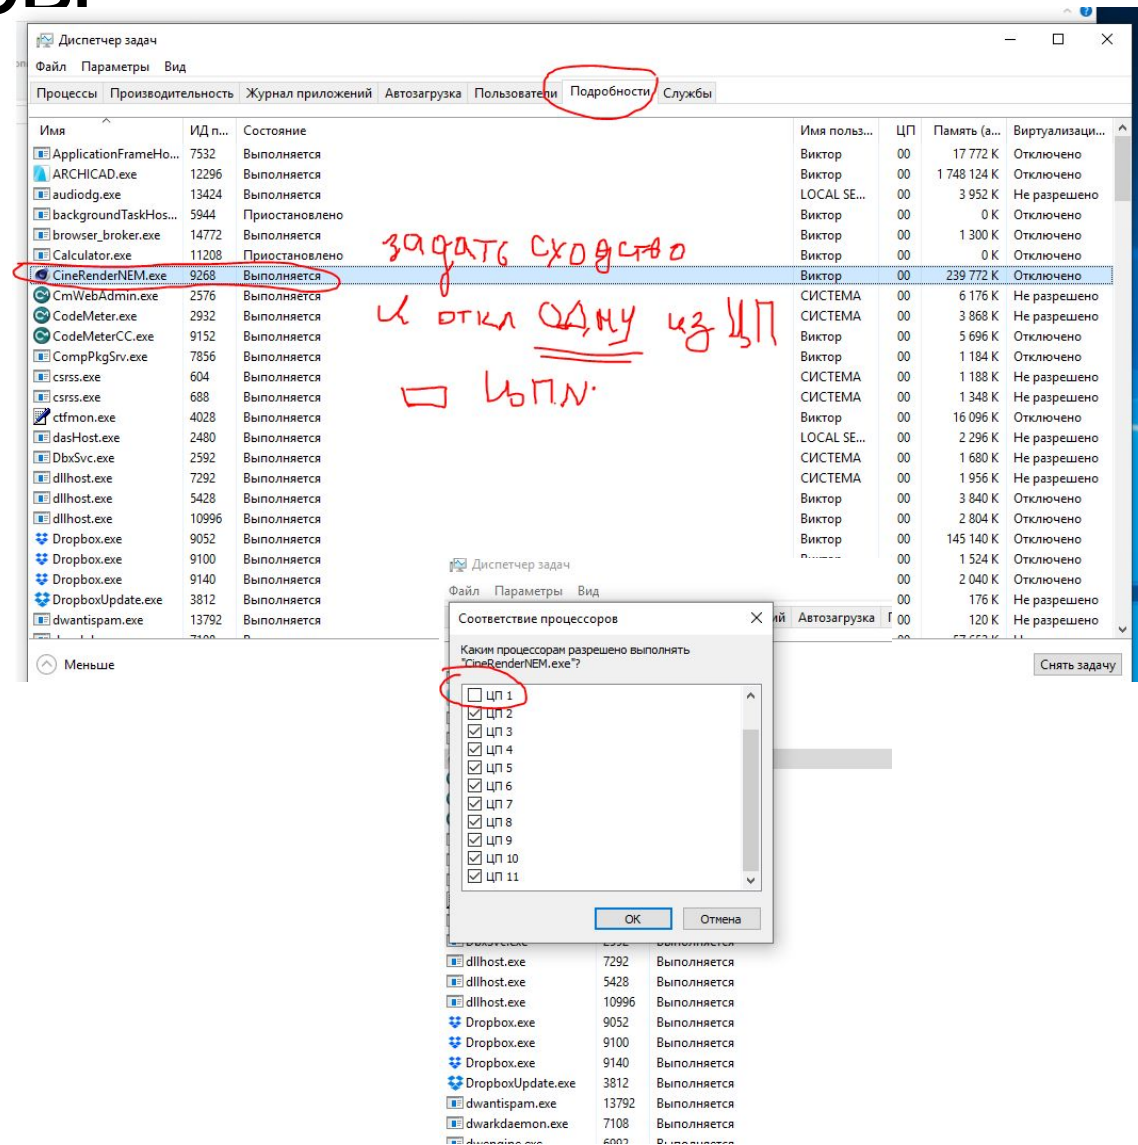 Диспетчер задач
Файл Параметры Вид
Процессы Производительность Журнал приложений Автозагрузка Пользователи Подробности Службы
Имя ИД п... Состояние Имя польз... ЦП Память (а... Виртуализаци...
ApplicationFrameHo... 7532 Выполняется Виктор 00 17 772 K Отключено
ARCHICAD.exe 12296 Выполняется Виктор 00 1 748 124 K Отключено
audiodg.exe 13424 Выполняется LOCAL SE... 00 3 952 K Не разрешено
backgroundTaskHos... 5944 Приостановлено Виктор 00 0 K Отключено
browser_broker.exe 14772 Выполняется Виктор 00 1 300 K Отключено
Calculator.exe 11208 Приостановлено Виктор 00 0 K Отключено
задать сходство
CineRenderNEM.exe 9268 Выполняется Виктор 00 239 772 K Отключено
CmWebAdmin.exe 2576 Выполняется СИСТЕМА 00 6 176 K Не разрешено
CodeMeter.exe 2932 Выполняется СИСТЕМА 00 3 868 K Не разрешено
и откл ОДНУ из ЦП
CodeMeterCC.exe 9152 Выполняется Виктор 00 5 696 K Отключено
CompPkgSrv.exe 7856 Выполняется Виктор 00 1 184 K Отключено
csrss.exe 604 Выполняется СИСТЕМА 00 1 188 K Не разрешено
csrss.exe 688 Выполняется СИСТЕМА 00 1 348 K Не разрешено
ЦП N.
ctfmon.exe 4028 Выполняется Виктор 00 16 096 K Отключено
dasHost.exe 2480 Выполняется LOCAL SE... 00 2 296 K Не разрешено
DbxSvc.exe 2592 Выполняется СИСТЕМА 00 1 680 K Не разрешено
dllhost.exe 7292 Выполняется СИСТЕМА 00 1 956 K Не разрешено
dllhost.exe 5428 Выполняется Виктор 00 3 840 K Отключено
dllhost.exe 10996 Выполняется Виктор 00 2 804 K Отключено
Dropbox.exe 9052 Выполняется Виктор 00 145 140 K Отключено
Dropbox.exe 9100 Выполняется 00 1 524 K Отключено
Dropbox.exe 9140 Выполняется 00 2 040 K Отключено
DropboxUpdate.exe 3812 Выполняется 00 176 K Не разрешено
dwantispam.exe 13792 Выполняется 00 120 K Не разрешено
Меньше
Снять задачу
Диспетчер задач
Файл Параметры Вид
Автозагрузка
Соответствие процессоров
Каким процессорам разрешено выполнять
"CineRenderNEM.exe"?
ЦП 1
ЦП 2
ЦП 3
ЦП 4
ЦП 5
ЦП 6
ЦП 7
ЦП 8
ЦП 9
ЦП 10
ЦП 11
OK Отмена
dllhost.exe 7292 Выполняется
dllhost.exe 5428 Выполняется
dllhost.exe 10996 Выполняется
Dropbox.exe 9052 Выполняется
Dropbox.exe 9100 Выполняется
Dropbox.exe 9140 Выполняется
DropboxUpdate.exe 3812 Выполняется
dwantispam.exe 13792 Выполняется
dwarkdaemon.exe 7108 Выполняется